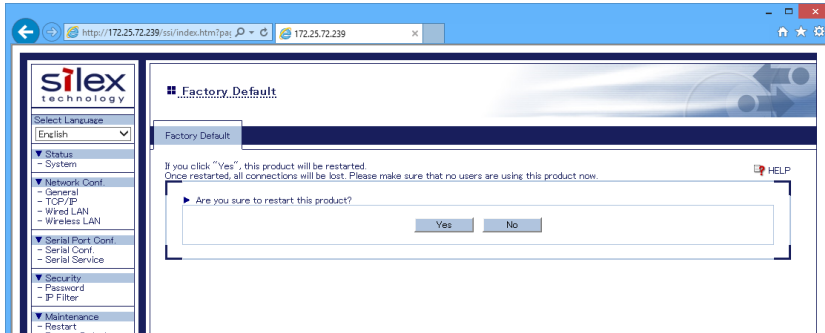 http://172.25.72.239/ssi/index.htm?pag
172.25.72.239
silex
technology
Select Language
English
▼ Status
- System
▼ Network Conf.
- General
- TCP/IP
- Wired LAN
- Wireless LAN
▼ Serial Port Conf.
- Serial Conf.
- Serial Service
▼ Security
- Password
- IP Filter
▼ Maintenance
- Restart
Factory Default
Factory Default
If you click "Yes", this product will be restarted.
Once restarted, all connections will be lost. Please make sure that no users are using this product now.
HELP
Are you sure to restart this product?
Yes No